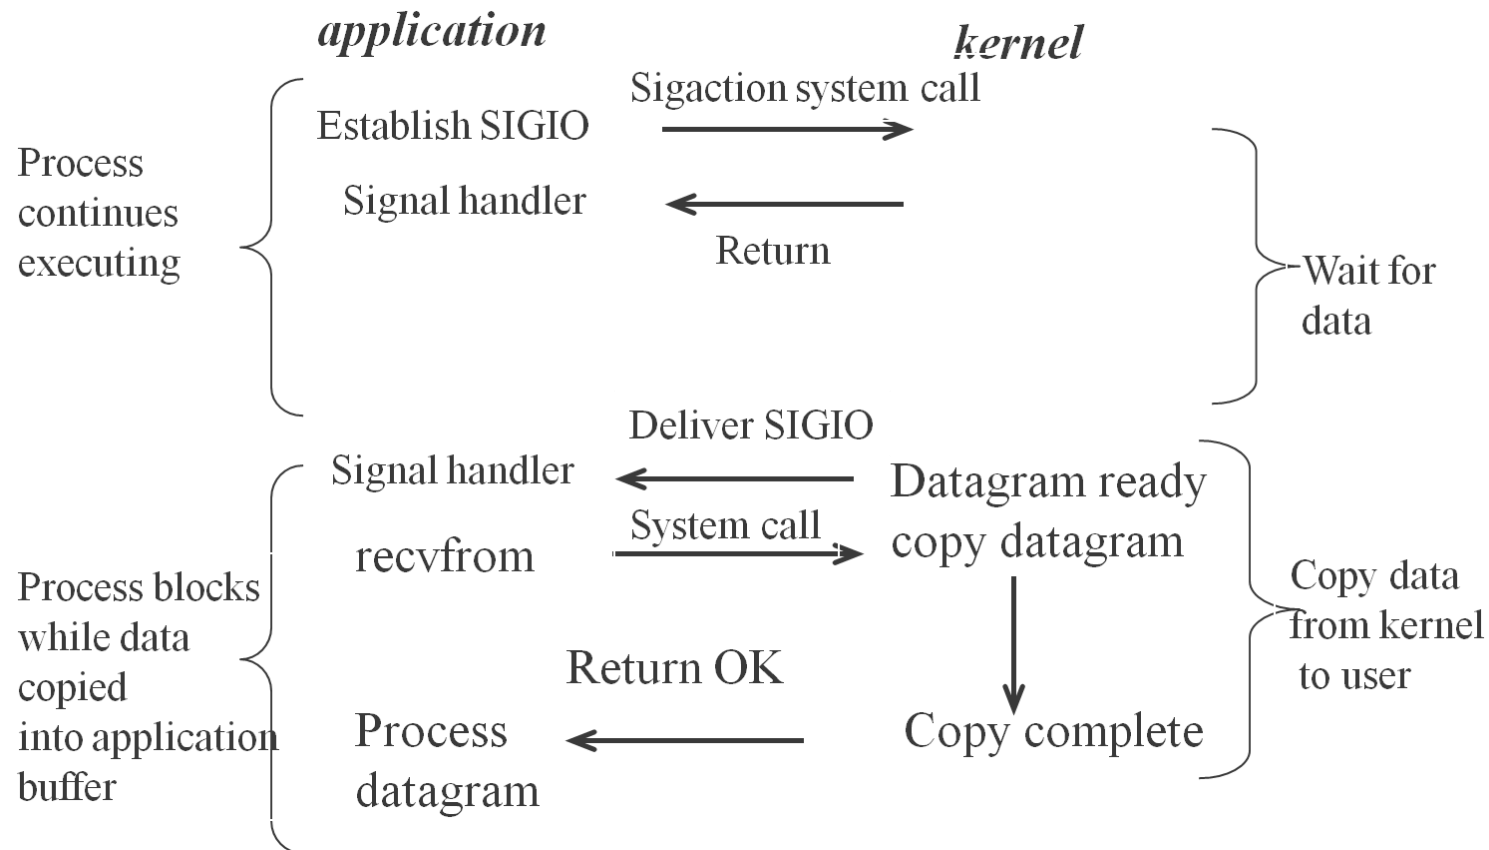 application
kernel
Sigaction system call
Establish SIGIO
Process
continues
executing
Signal handler
Return
Wait for
data
Deliver SIGIO
Signal handler
Datagram ready
System call
copy datagram
recvfrom
Process blocks
while data
copied
into application
buffer
Copy data
from kernel
to user
Return OK
Process
datagram
Copy complete